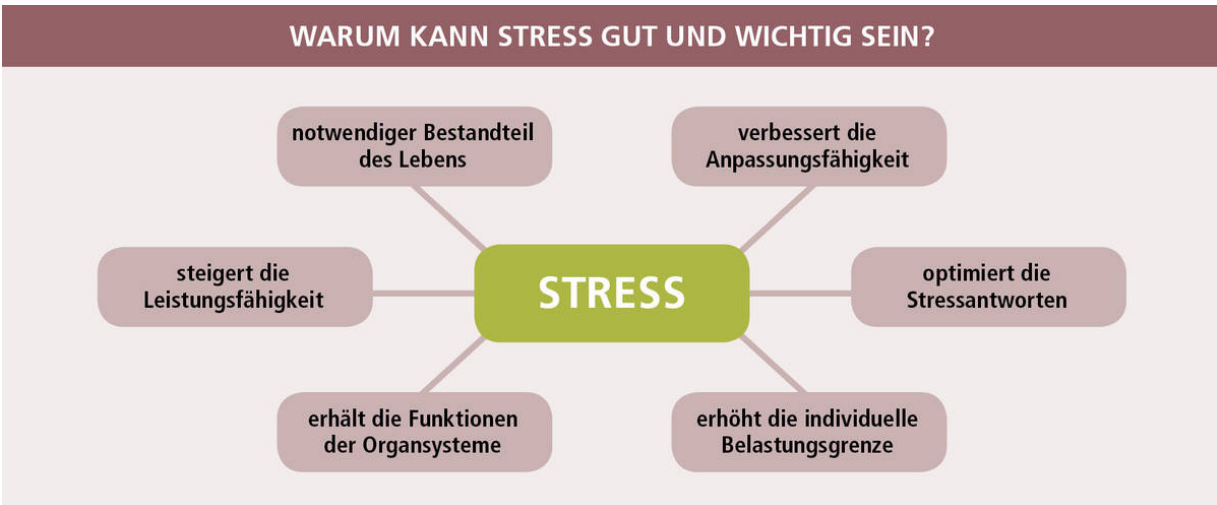 WARUM KANN STRESS GUT UND WICHTIG SEIN?
notwendiger Bestandteil
des Lebens
verbessert die
Anpassungsfähigkeit
steigert die
Leistungsfähigkeit
STRESS
optimiert die
Stressantworten
erhält die Funktionen
der Organsysteme
erhöht die individuelle
Belastungsgrenze